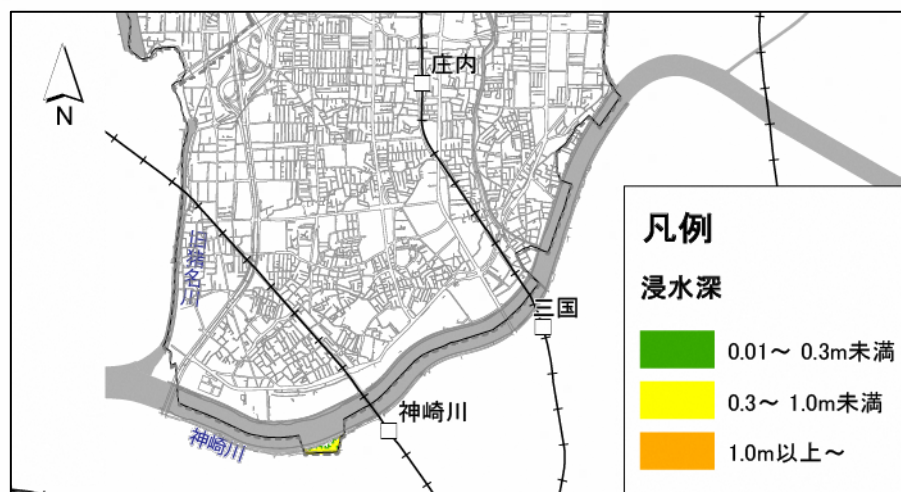 庄内
N
旧猪名川
三国
神崎川
神崎川
凡例
浸水深
0.01～ 0.3m未満
0.3～ 1.0m未満
1.0m以上～